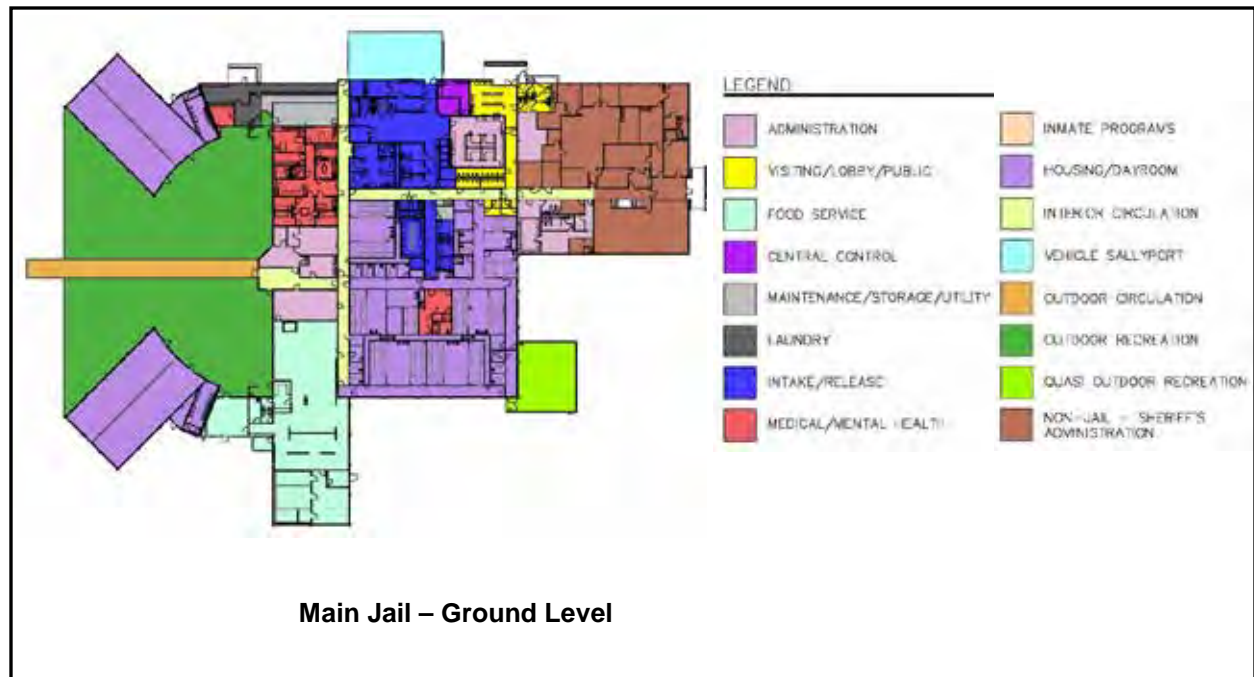 LEGEND
ADMINISTRATION
VISITING/LOBBY/PUBLIC
FOOD SERVICE
CENTRAL CONTROL
MAINTENANCE/STORAGE/UTILITY
LAUNDRY
INTAKE/RELEASE
MEDICAL/MENTAL HEALTH
INMATE PROGRAMS
HOUSING/DAYROOM
INTERIOR CIRCULATION
VEHICLE SALLYPORT
OUTDOOR CIRCULATION
OUTDOOR RECREATION
QUASI OUTDOOR RECREATION
NON-JAIL - SHERIFF'S
ADMINISTRATION
Main Jail – Ground Level